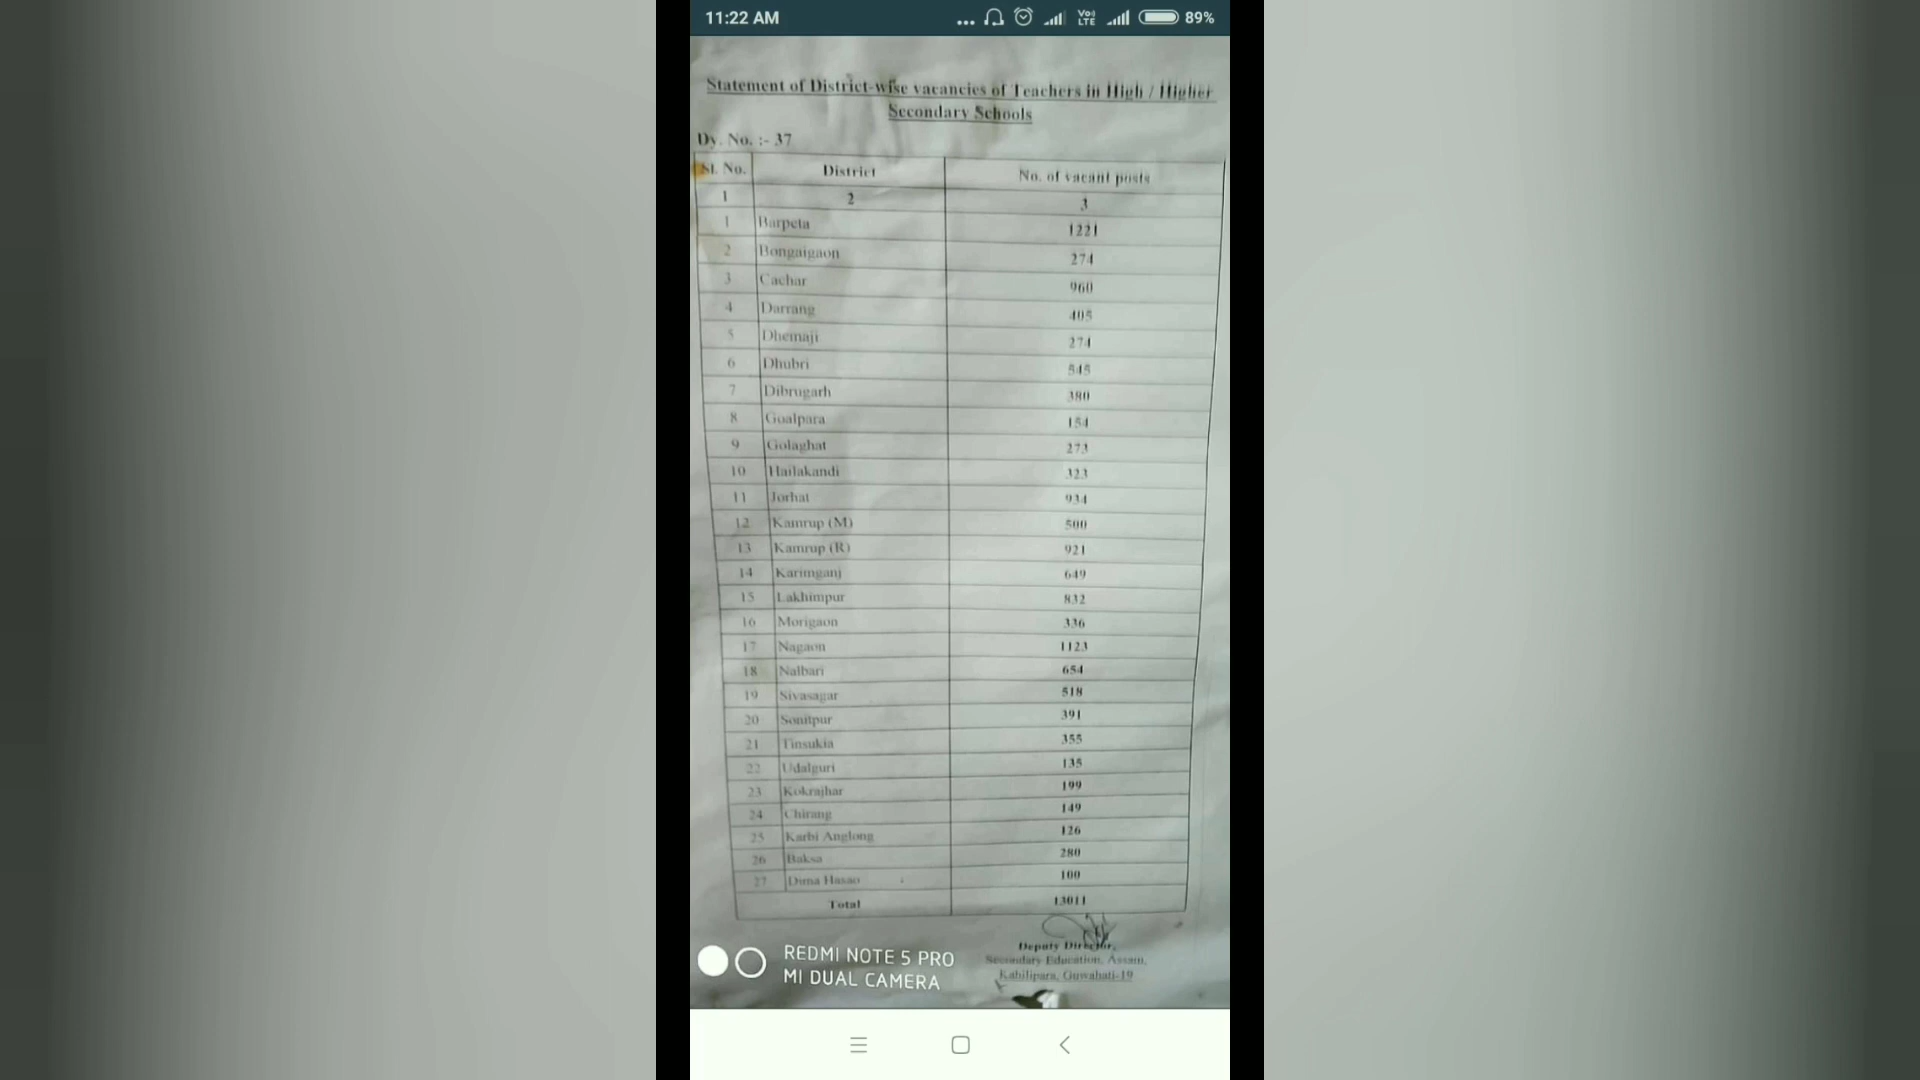 11:22 AM ... Vo) LTE 89%
Statement of District-wise vacancies of Teachers in High / Higher
Secondary Schools
Dy. No. :- 37
Sl. No. District No. of vacant posts
1 2 3
1 Barpeta 1221
2 Bongaigaon 274
3 Cachar 960
4 Darrang 405
5 Dhemaji 274
6 Dhubri 545
7 Dibrugarh 380
8 Goalpara 154
9 Golaghat 273
10 Hailakandi 323
11 Jorhat 934
12 Kamrup (M) 500
13 Kamrup (R) 921
14 Karimganj 649
15 Lakhimpur 832
16 Morigaon 336
17 Nagaon 1123
18 Nalbari 654
19 Sivasagar 518
20 Sonitpur 391
21 Tinsukia 355
22 Udalguri 135
23 Kokrajhar 199
24 Chirang 149
25 Karbi Anglong 126
26 Baksa 280
27 Dima Hasao 100
Total 13011
Deputy Director,
Secondary Education, Assam,
Kahilipara, Guwahati-19
REDMI NOTE 5 PRO
MI DUAL CAMERA